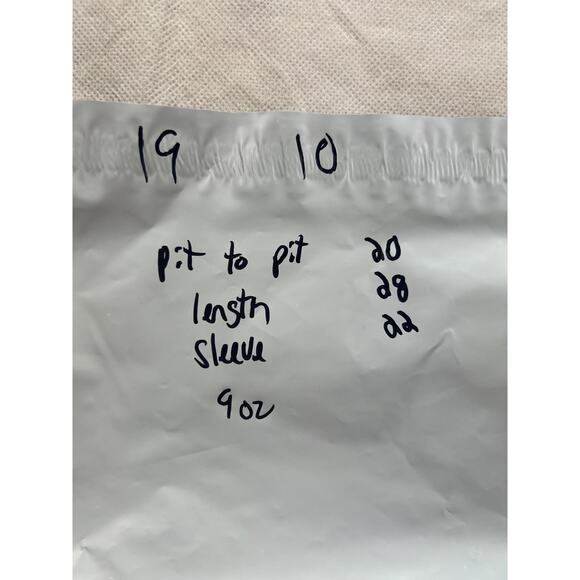 19 10
pit to pit 20
length 28
sleeve 22
9oz